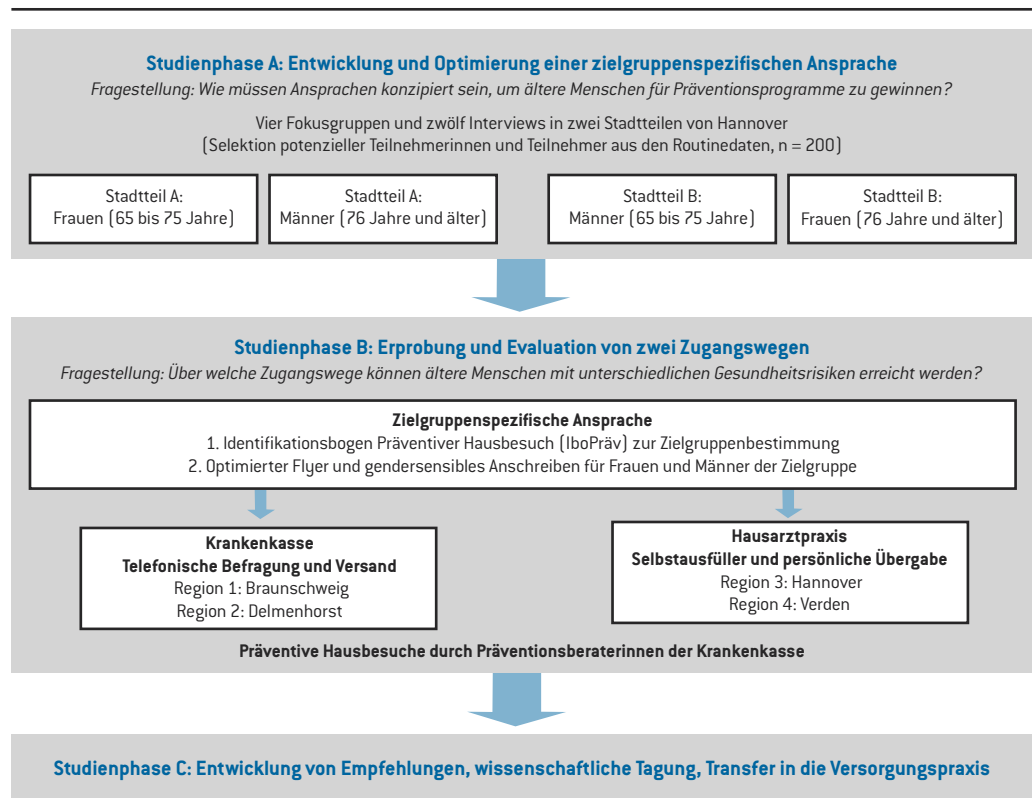 Studienphase A: Entwicklung und Optimierung einer zielgruppenspezifischen Ansprache
Fragestellung: Wie müssen Ansprachen konzipiert sein, um ältere Menschen für Präventionsprogramme zu gewinnen?
Vier Fokusgruppen und zwölf Interviews in zwei Stadtteilen von Hannover
(Selektion potenzieller Teilnehmerinnen und Teilnehmer aus den Routinedaten, n = 200)
Stadtteil A:
Frauen (65 bis 75 Jahre)
Stadtteil A:
Männer (76 Jahre und älter)
Stadtteil B:
Männer (65 bis 75 Jahre)
Stadtteil B:
Frauen (76 Jahre und älter)
Studienphase B: Erprobung und Evaluation von zwei Zugangswegen
Fragestellung: Über welche Zugangswege können ältere Menschen mit unterschiedlichen Gesundheitsrisiken erreicht werden?
Zielgruppenspezifische Ansprache
1. Identifikationsbogen Präventiver Hausbesuch (IboPräv) zur Zielgruppenbestimmung
2. Optimierter Flyer und gendersensibles Anschreiben für Frauen und Männer der Zielgruppe
Krankenkasse
Telefonische Befragung und Versand
Region 1: Braunschweig
Region 2: Delmenhorst
Hausarztpraxis
Selbstausfüller und persönliche Übergabe
Region 3: Hannover
Region 4: Verden
Präventive Hausbesuche durch Präventionsberaterinnen der Krankenkasse
Studienphase C: Entwicklung von Empfehlungen, wissenschaftliche Tagung, Transfer in die Versorgungspraxis